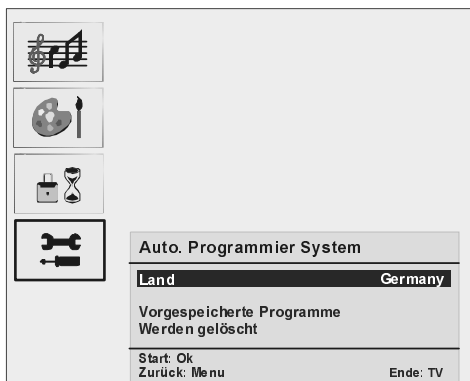 Auto. Programmier System
Land Germany
Vorgespeicherte Programme
Werden gelöscht
Start: Ok
Zurück: Menu Ende: TV